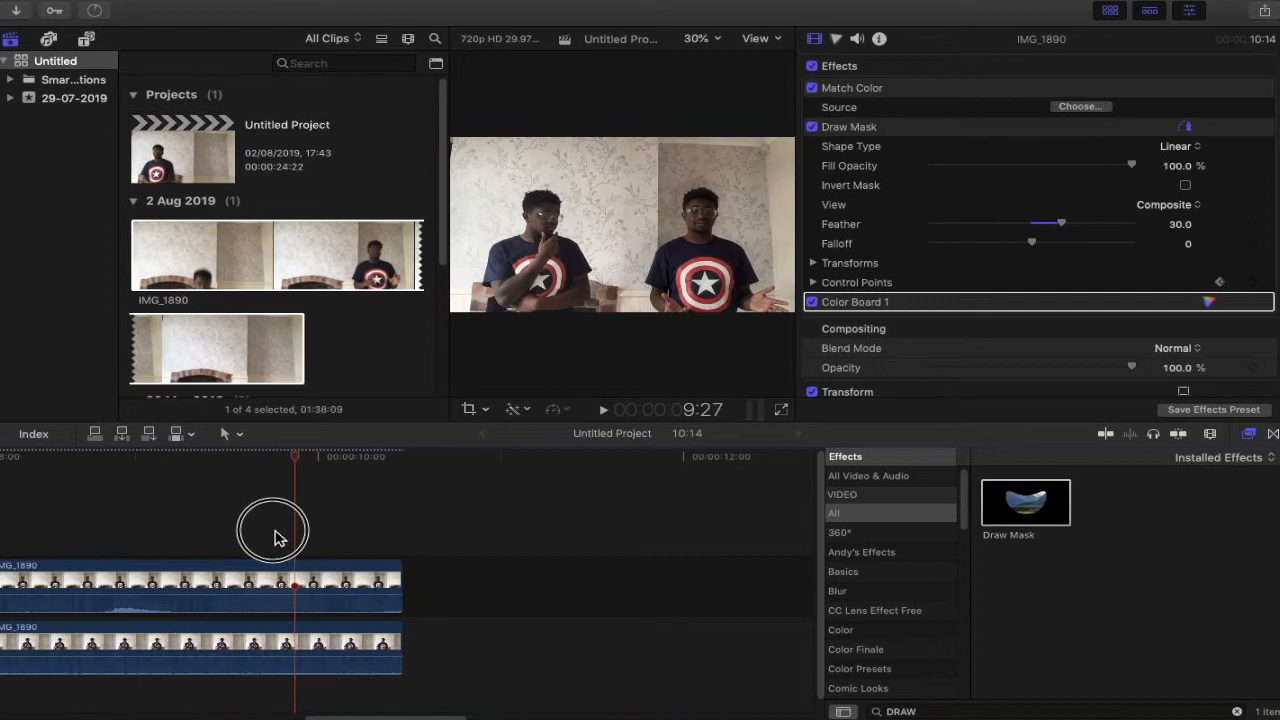 All Clips
720p HD 29.97...
Untitled Pro...
30%
View
IMG_1890
10:14
Untitled
Smar...tions
29-07-2019
Search
Projects (1)
Untitled Project
02/08/2019, 17:43
00:00:24:22
2 Aug 2019 (1)
IMG_1890
1 of 4 selected, 01:38:09
9:27
Effects
Match Color
Source
Choose...
Draw Mask
Shape Type
Linear
Fill Opacity
100.0 %
Invert Mask
View
Composite
Feather
30.0
Falloff
0
Transforms
Control Points
Color Board 1
Compositing
Blend Mode
Normal
Opacity
100.0 %
Transform
Save Effects Preset
Index
Untitled Project
10:14
8:00
00:00:10:00
00:00:12:00
IMG_1890
IMG_1890
Effects
Installed Effects
All Video & Audio
VIDEO
All
360°
Andy's Effects
Basics
Blur
CC Lens Effect Free
Color
Color Finale
Color Presets
Comic Looks
Draw Mask
DRAW
1 item